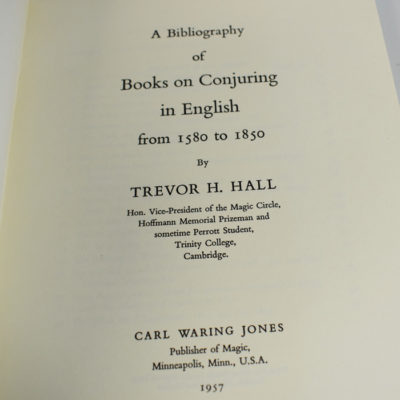 A Bibliography
of
Books on Conjuring
in English
from 1580 to 1850
By
TREVOR H. HALL
Hon. Vice-President of the Magic Circle,
Hoffmann Memorial Prizeman and
sometime Perrott Student,
Trinity College,
Cambridge.
CARL WARING JONES
Publisher of Magic,
Minneapolis, Minn., U.S.A.
1957